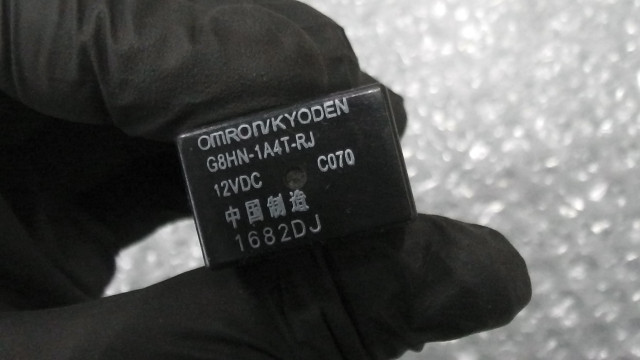 OMRON/KYODEN
G8HN-1A4T-RJ
12VDC C070
中国制造
1682DJ